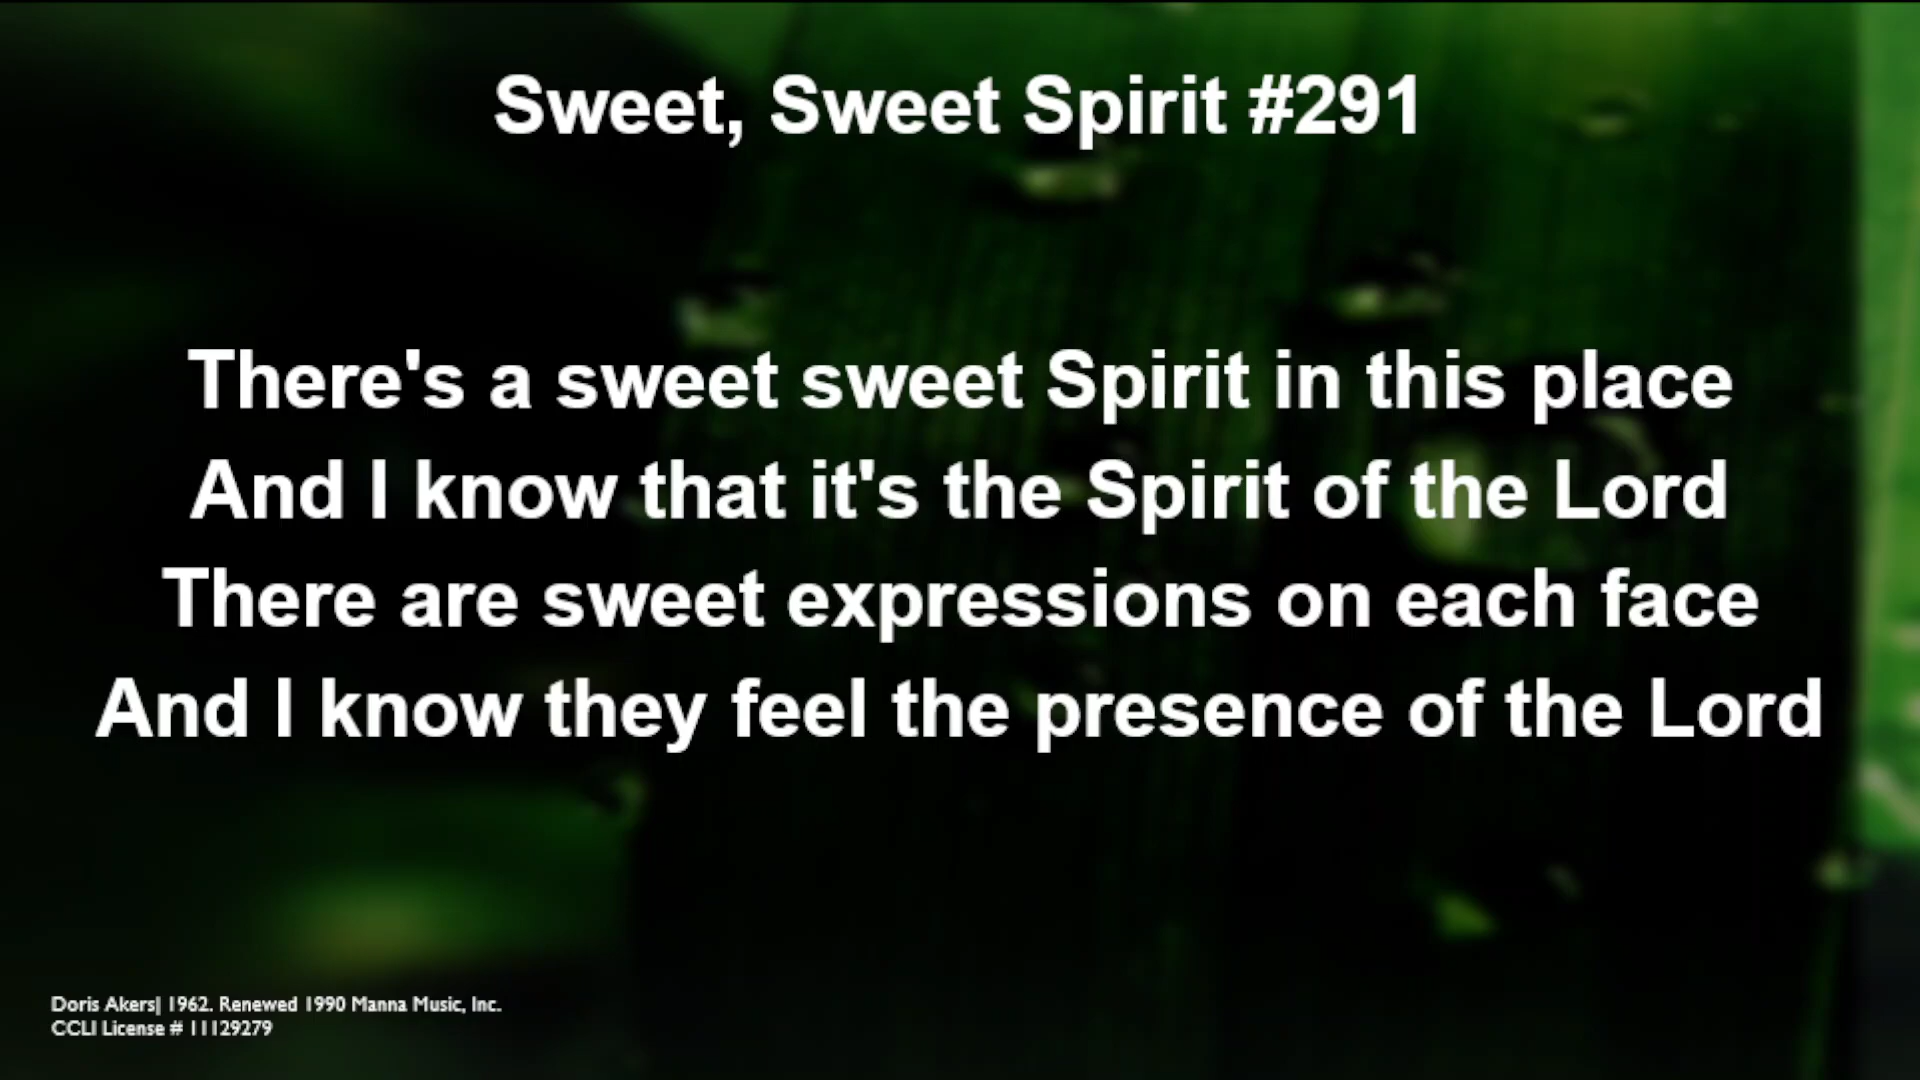 Sweet, Sweet Spirit #291
There's a sweet sweet Spirit in this place
And I know that it's the Spirit of the Lord
There are sweet expressions on each face
And I know they feel the presence of the Lord
Doris Akers| 1962. Renewed 1990 Manna Music, Inc.
CCLI License # 11129279